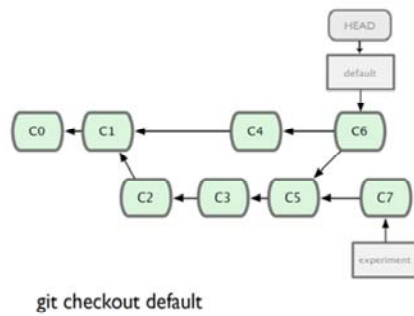 HEAD
default
C0 C1 C4 C6
C2 C3 C5 C7
experiment
git checkout default